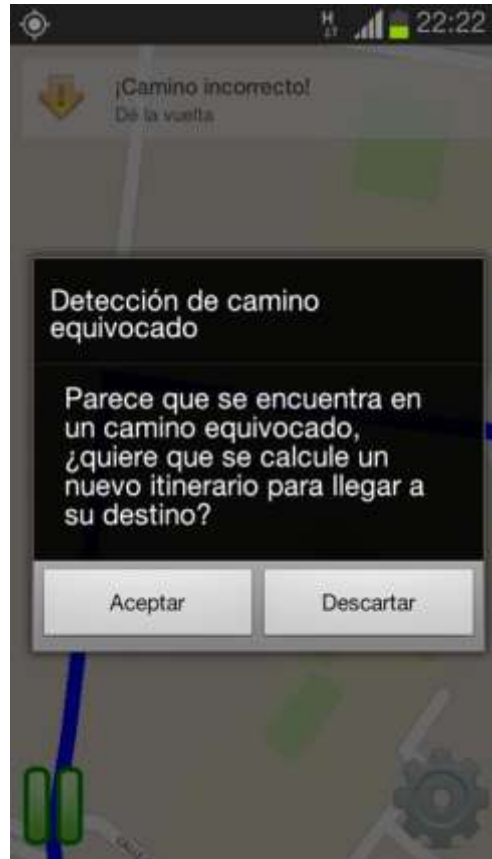 H
22:22
¡Camino incorrecto!
Dé la vuelta
Detección de camino
equivocado
Parece que se encuentra en
un camino equivocado,
¿quiere que se calcule un
nuevo itinerario para llegar a
su destino?
Aceptar
Descartar
CALLE